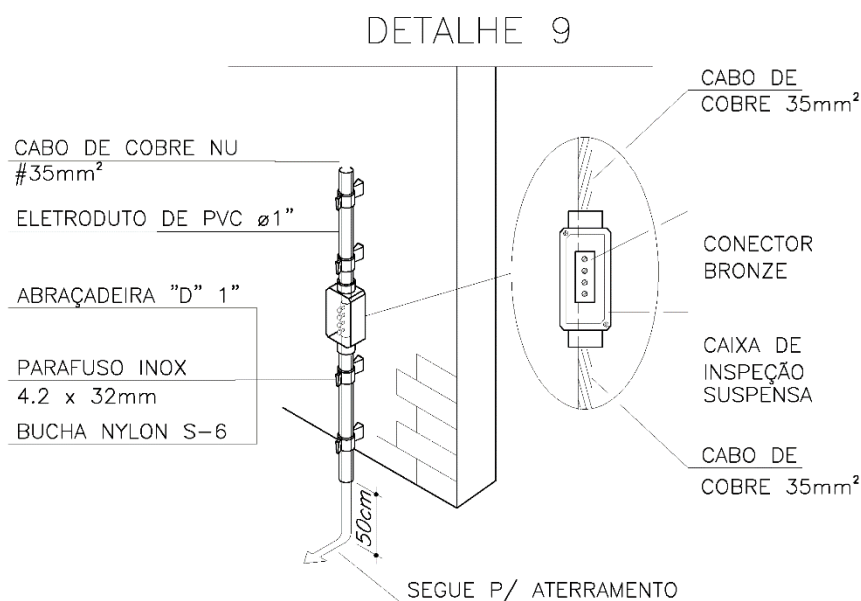 DETALHE 9
CABO DE COBRE NU
#35mm²
ELETRODUTO DE PVC ø1"
ABRAÇADEIRA "D" 1"
PARAFUSO INOX
4.2 x 32mm
BUCHA NYLON S-6
50cm
SEGUE P/ ATERRAMENTO
CABO DE
COBRE 35mm²
CONECTOR
BRONZE
CAIXA DE
INSPEÇÃO
SUSPENSA
CABO DE
COBRE 35mm²